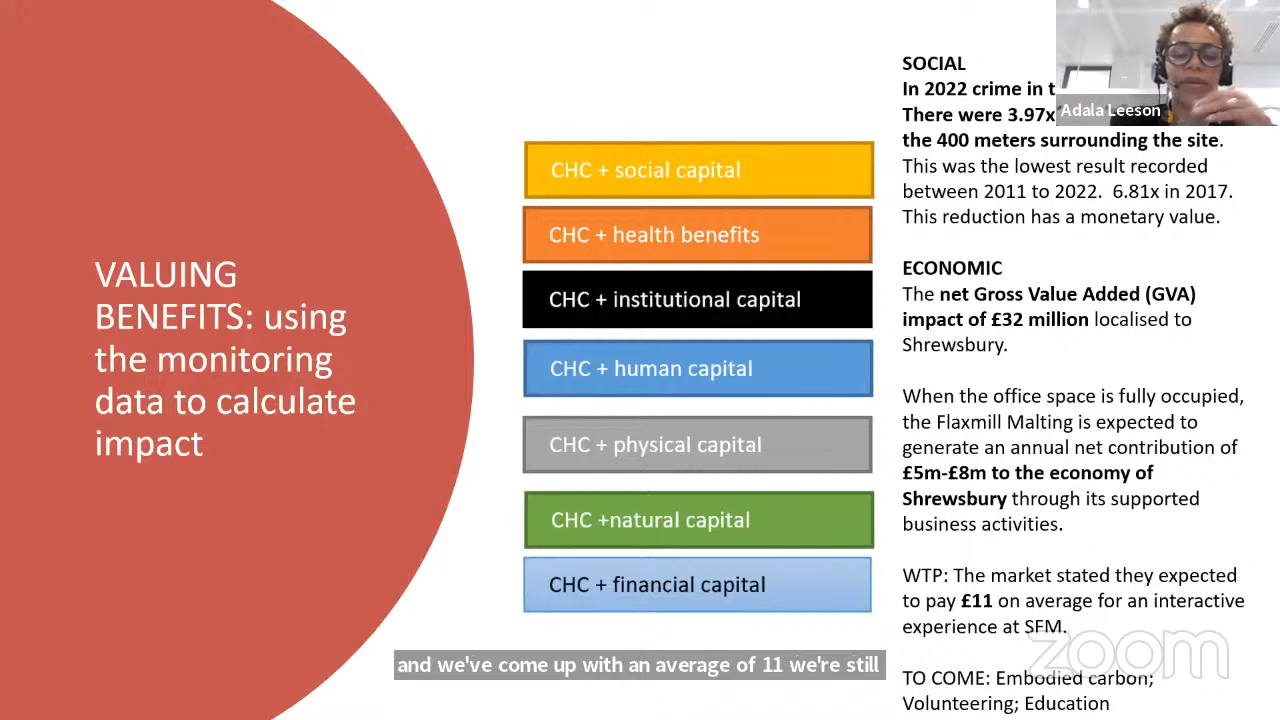 VALUING
BENEFITS: using
the monitoring
data to calculate
impact
CHC + social capital
CHC + health benefits
CHC + institutional capital
CHC + human capital
CHC + physical capital
CHC +natural capital
CHC + financial capital
SOCIAL
In 2022 crime in t
There were 3.97x
the 400 meters surrounding the site.
This was the lowest result recorded
between 2011 to 2022.  6.81x in 2017.
This reduction has a monetary value.
ECONOMIC
The net Gross Value Added (GVA)
impact of £32 million localised to
Shrewsbury.
When the office space is fully occupied,
the Flaxmill Malting is expected to
generate an annual net contribution of
£5m-£8m to the economy of
Shrewsbury through its supported
business activities.
WTP: The market stated they expected
to pay £11 on average for an interactive
experience at SFM.
TO COME: Embodied carbon;
Volunteering; Education
Adala Leeson
and we've come up with an average of 11 we're still
zoom